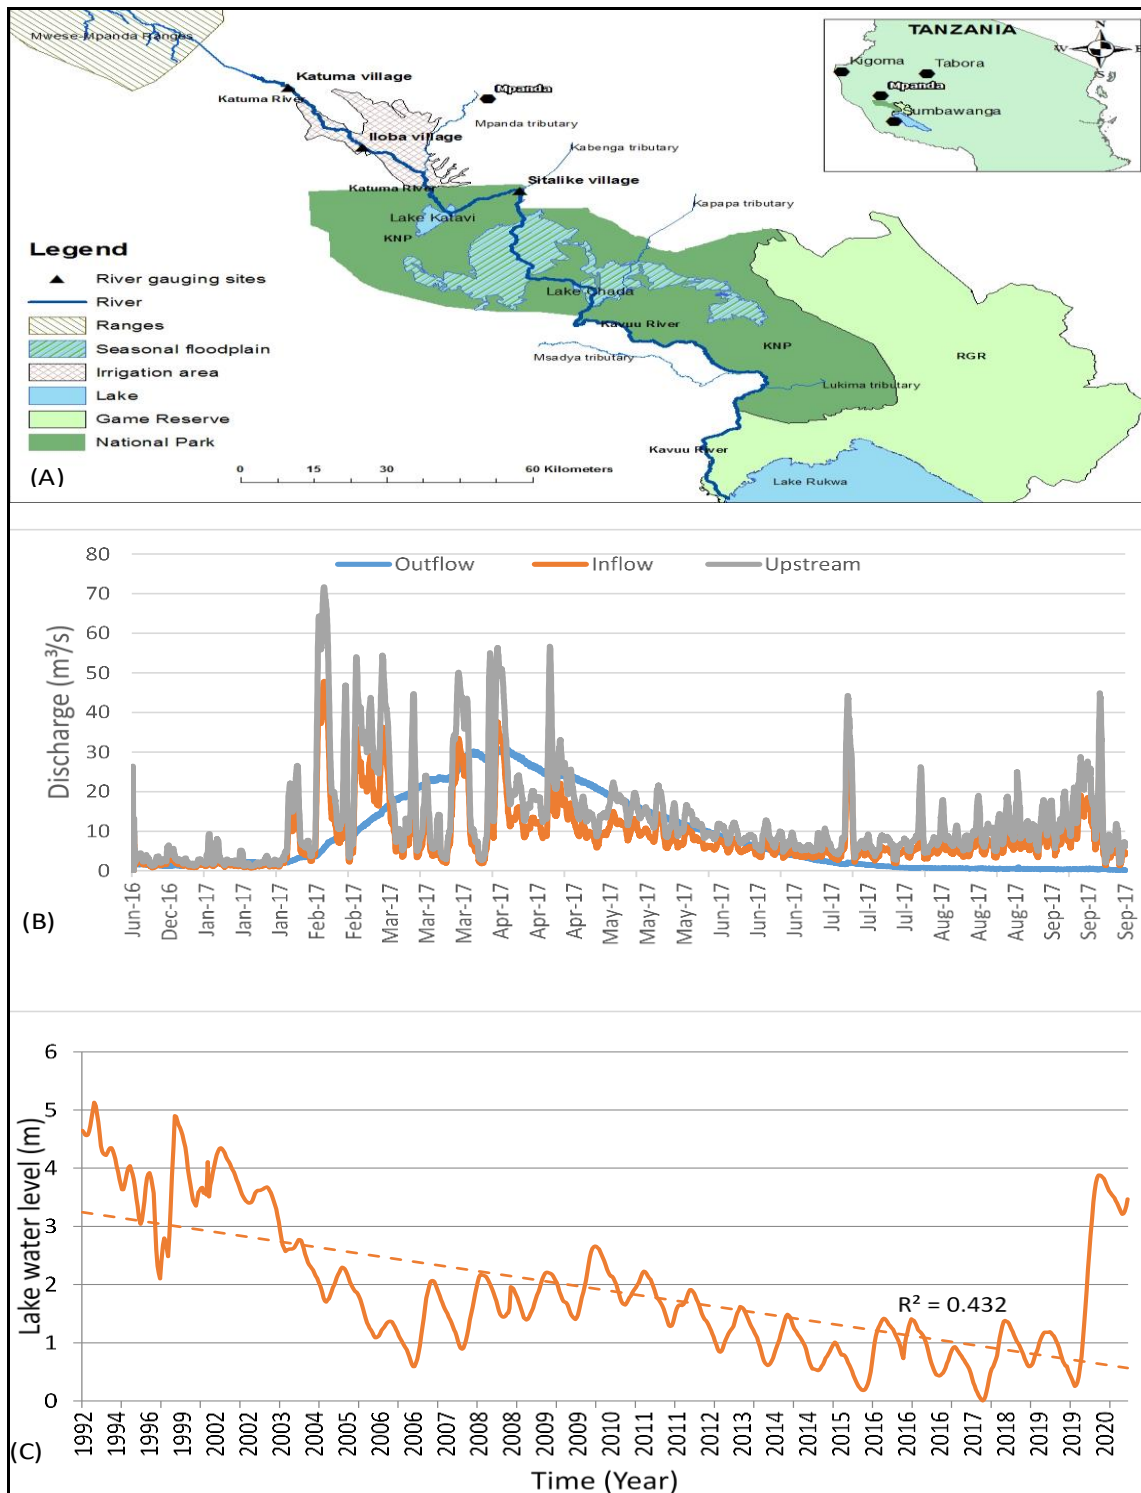 Mwese-Mpanda Ranges
Katuma village
Katuma River
Mpanda
Mpanda tributary
Iloba village
Kabenga tributary
Katuma River
Sitalike village
Lake Katavi
Kapapa tributary
KNP
Lake Chada
Kavuu River
KNP
Msadya tributary
RGR
Lukima tributary
Kavuu River
Lake Rukwa
TANZANIA
N
W
E
S
Kigoma
Tabora
Mpanda
Sumbawanga
Legend
River gauging sites
River
Ranges
Seasonal floodplain
Irrigation area
Lake
Game Reserve
National Park
0 15 30 60 Kilometers
(A)
Outflow Inflow Upstream
Discharge (m³/s)
80
70
60
50
40
30
20
10
0
Jun-16 Dec-16 Jan-17 Jan-17 Jan-17 Feb-17 Feb-17 Mar-17 Mar-17 Mar-17 Apr-17 Apr-17 Apr-17 May-17 May-17 May-17 Jun-17 Jun-17 Jun-17 Jul-17 Jul-17 Jul-17 Aug-17 Aug-17 Aug-17 Sep-17 Sep-17 Sep-17
(B)
Lake water level (m)
6
5
4
3
2
1
0
R² = 0.432
1992 1994 1996 1999 2002 2002 2003 2004 2005 2006 2007 2008 2008 2009 2010 2011 2011 2012 2013 2014 2015 2016 2016 2017 2018 2019 2019 2020
Time (Year)
(C)